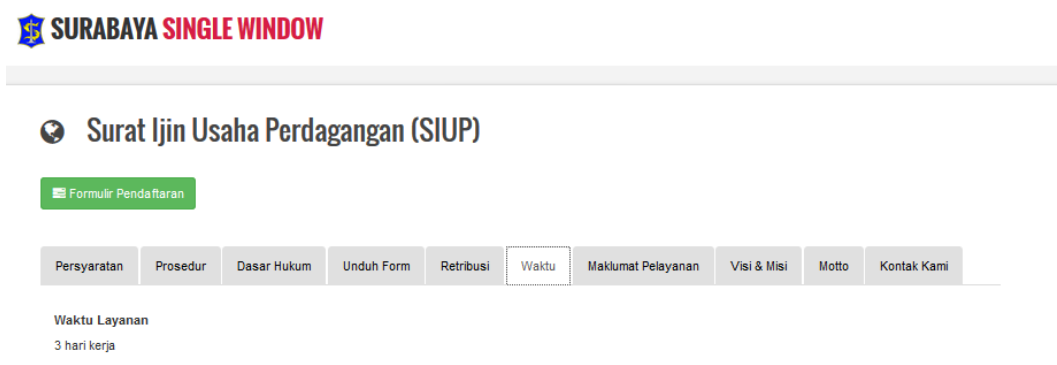 SURABAYA SINGLE WINDOW
Surat Ijin Usaha Perdagangan (SIUP)
Formulir Pendaftaran
Persyaratan Prosedur Dasar Hukum Unduh Form Retribusi Waktu Maklumat Pelayanan Visi & Misi Motto Kontak Kami
Waktu Layanan
3 hari kerja